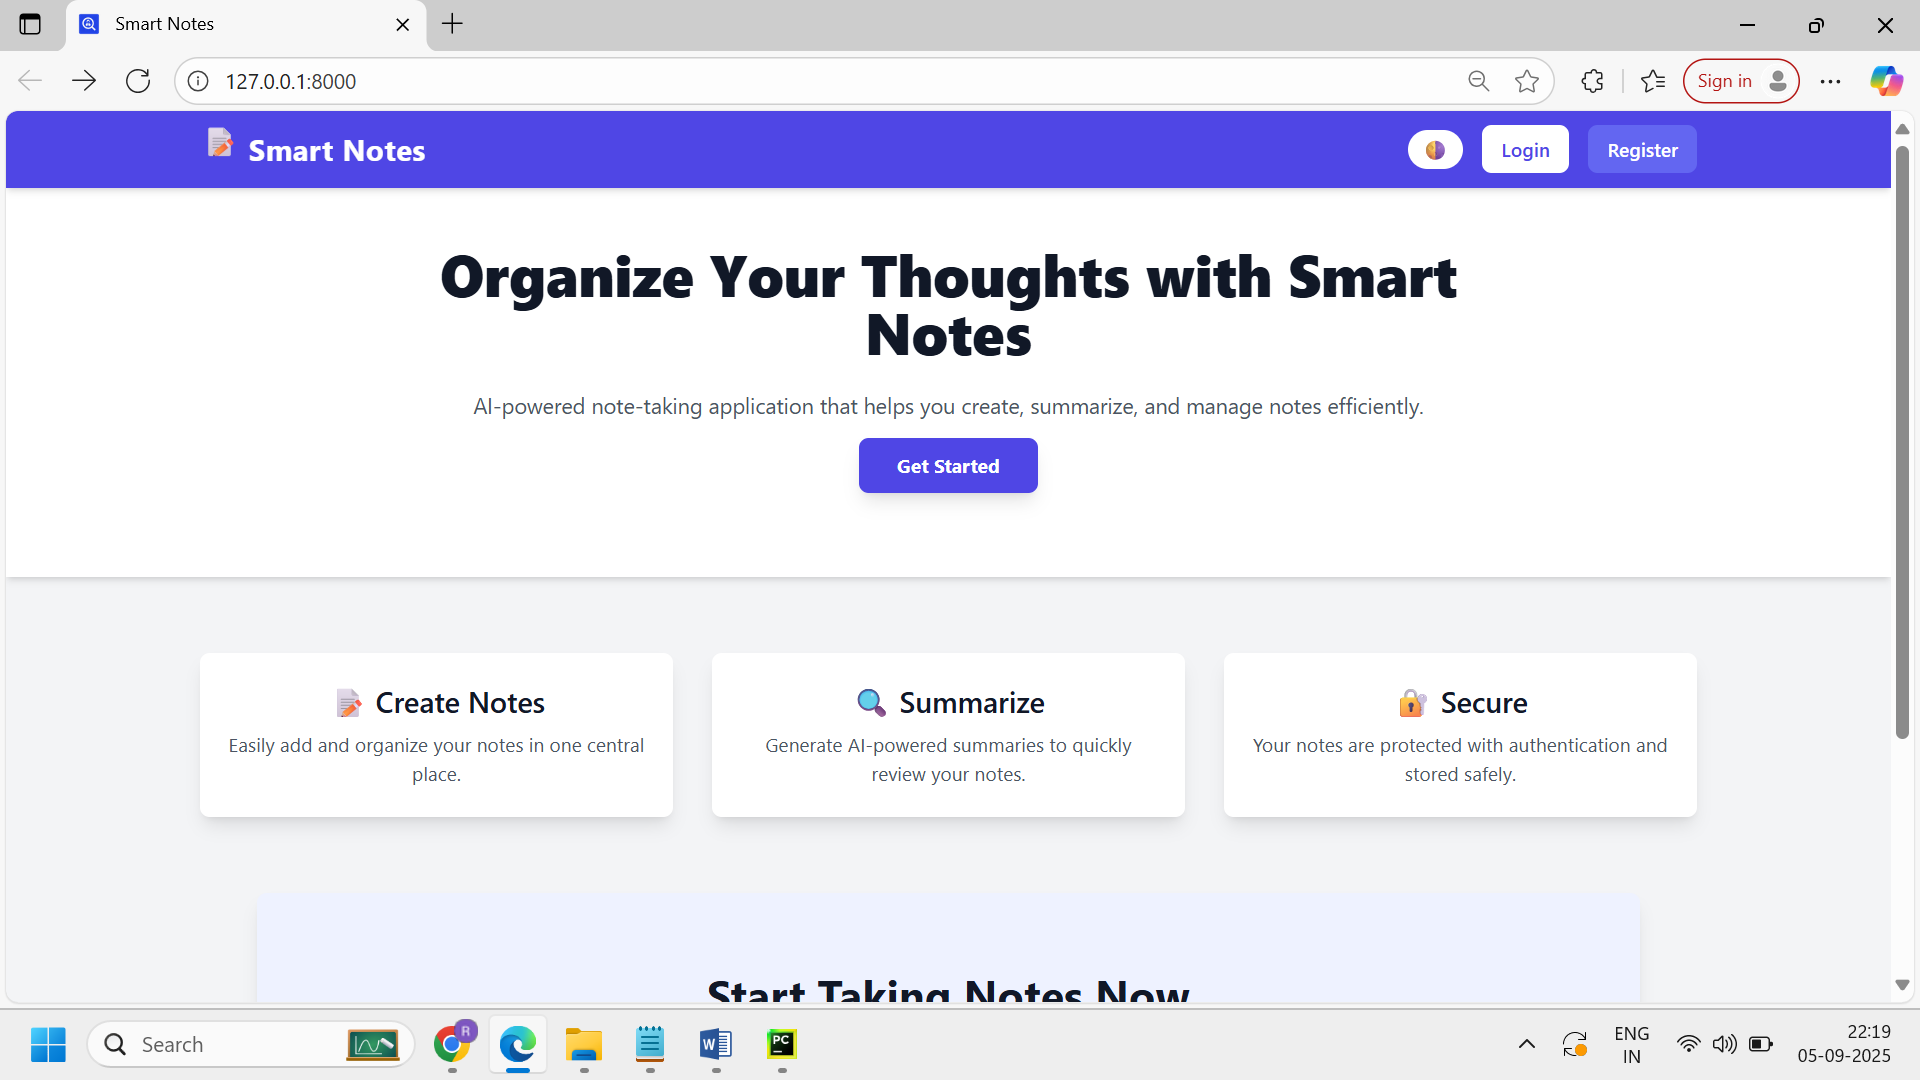 Smart Notes
127.0.0.1:8000
Sign in
Smart Notes
Login
Register
Organize Your Thoughts with Smart
Notes
AI-powered note-taking application that helps you create, summarize, and manage notes efficiently.
Get Started
Create Notes
Easily add and organize your notes in one central
place.
Summarize
Generate AI-powered summaries to quickly
review your notes.
Secure
Your notes are protected with authentication and
stored safely.
Start Taking Notes Now
Search
R
W
PC
ENG
IN
22:19
05-09-2025